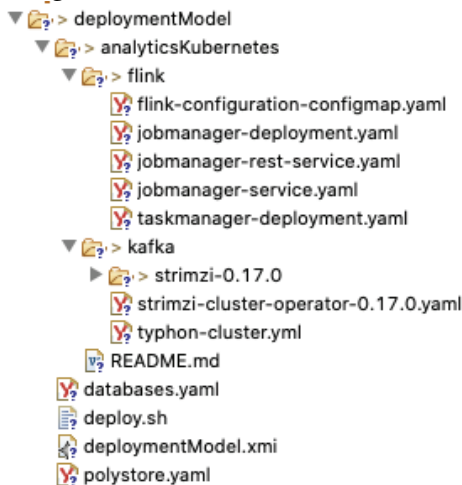 > deploymentModel
> analyticsKubernetes
> flink
flink-configuration-configmap.yaml
jobmanager-deployment.yaml
jobmanager-rest-service.yaml
jobmanager-service.yaml
taskmanager-deployment.yaml
> kafka
> strimzi-0.17.0
strimzi-cluster-operator-0.17.0.yaml
typhon-cluster.yml
README.md
databases.yaml
deploy.sh
deploymentModel.xmi
polystore.yaml